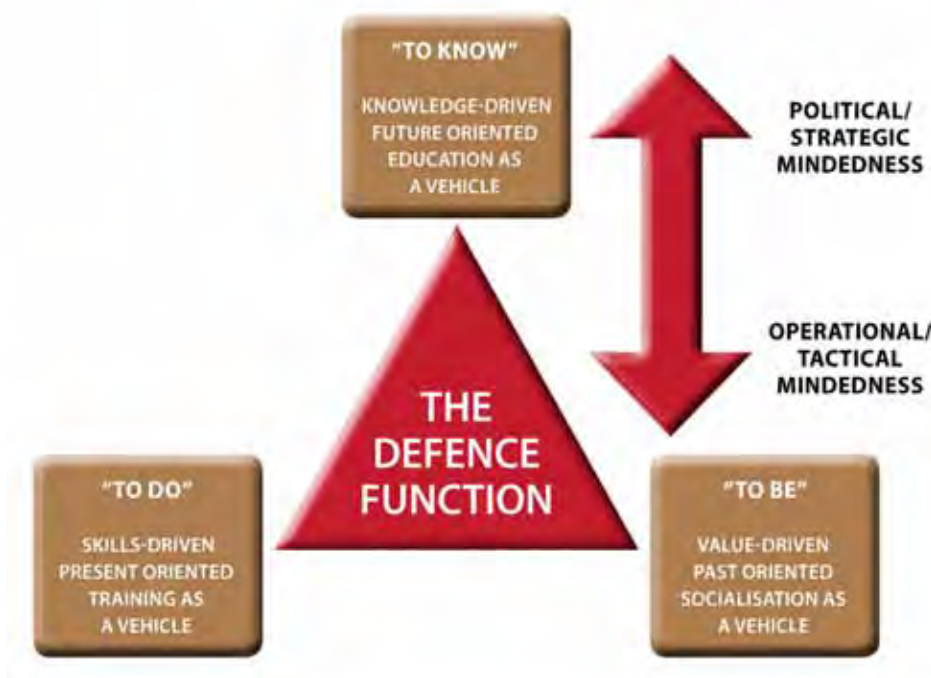 "TO KNOW"
KNOWLEDGE-DRIVEN
FUTURE ORIENTED
EDUCATION AS
A VEHICLE
POLITICAL/
STRATEGIC
MINDEDNESS
OPERATIONAL/
TACTICAL
MINDEDNESS
THE
DEFENCE
FUNCTION
"TO DO"
SKILLS-DRIVEN
PRESENT ORIENTED
TRAINING AS
A VEHICLE
"TO BE"
VALUE-DRIVEN
PAST ORIENTED
SOCIALISATION AS
A VEHICLE